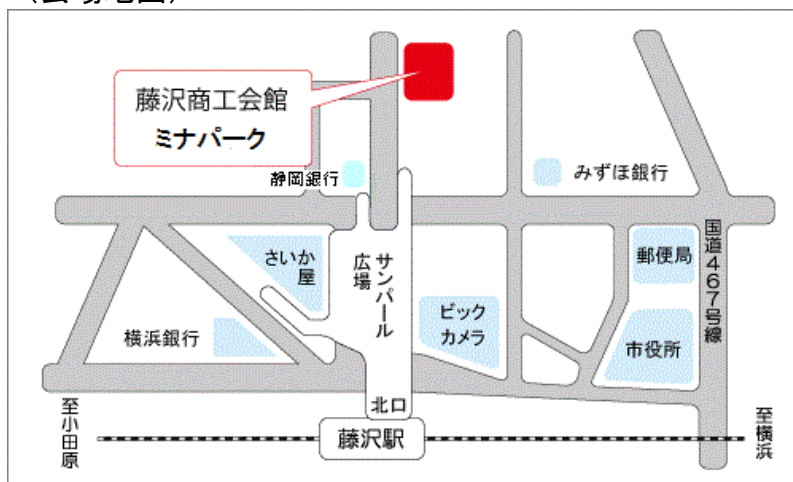 （会場地図）
藤沢商工会館
ミナパーク
静岡銀行
みずほ銀行
さいか
屋
サンパール
広場
郵便局
国道467号線
横浜銀行
ビック
カメラ
市役所
北口
至小田原
藤沢駅
至横浜